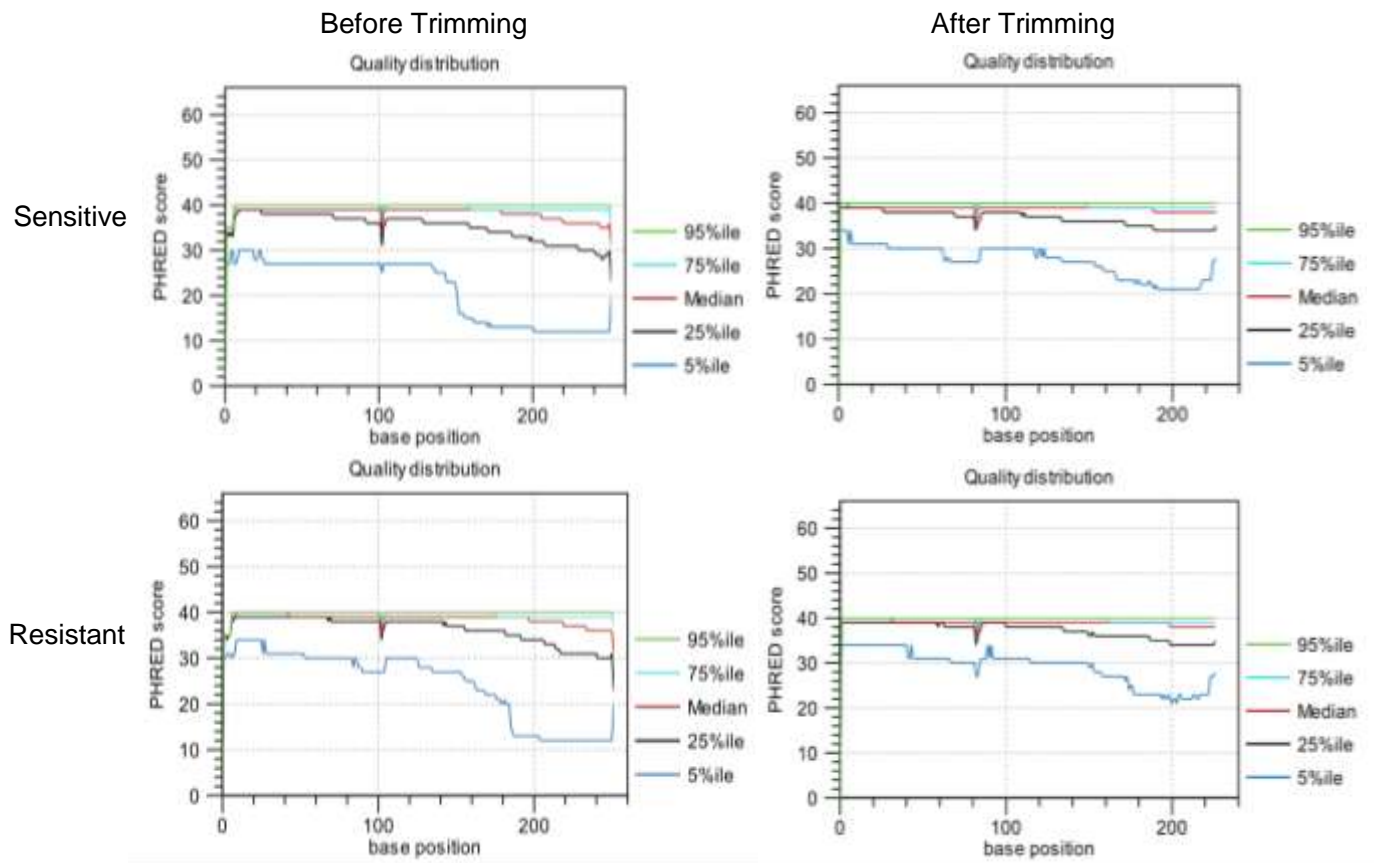 Before Trimming
After Trimming
Sensitive
Quality distribution
PHRED score
60
50
40
30
20
10
0
0
100
200
base position
95%ile
75%ile
Median
25%ile
5%ile
Quality distribution
PHRED score
60
50
40
30
20
10
0
0
100
200
base position
95%ile
75%ile
Median
25%ile
5%ile
Resistant
Quality distribution
PHRED score
60
50
40
30
20
10
0
0
100
200
base position
95%ile
75%ile
Median
25%ile
5%ile
Quality distribution
PHRED score
60
50
40
30
20
10
0
0
100
200
base position
95%ile
75%ile
Median
25%ile
5%ile